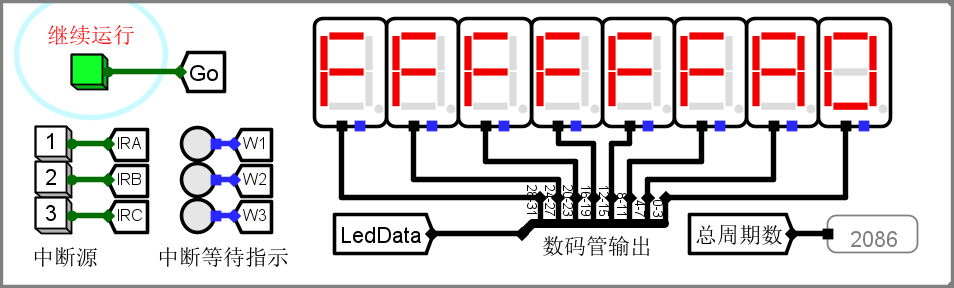 继续运行
Go
FFFFFFA0
1 IRA W1
2 IRB W2
3 IRC W3
28-31 24-27 20-23 16-19 12-15 8-11 4-7 0-3
中断源 中断等待指示 LedData 数码管输出 总周期数 2086